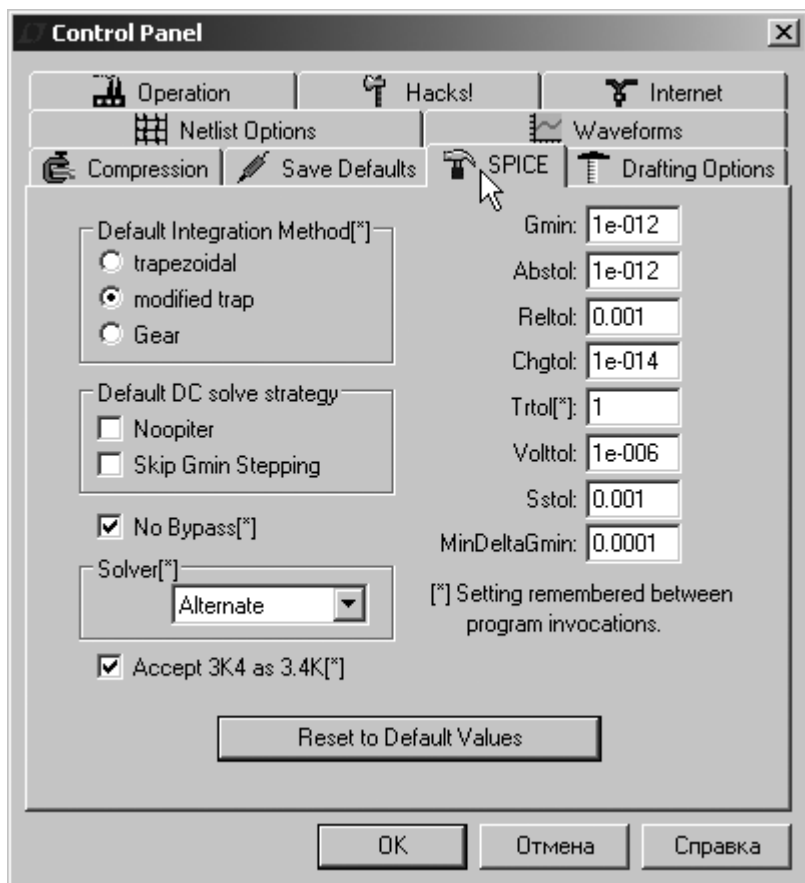 Control Panel
Operation
Hacks!
Internet
Netlist Options
Waveforms
Compression
Save Defaults
SPICE
Drafting Options
Default Integration Method[*]
trapezoidal
modified trap
Gear
Default DC solve strategy
Noopiter
Skip Gmin Stepping
No Bypass[*]
Solver[*]
Alternate
Accept 3K4 as 3.4K[*]
Gmin: 1e-012
Abstol: 1e-012
Reltol: 0.001
Chgtol: 1e-014
Trtol[*]: 1
Volttol: 1e-006
Sstol: 0.001
MinDeltaGmin: 0.0001
[*] Setting remembered between
program invocations.
Reset to Default Values
OK
Отмена
Справка